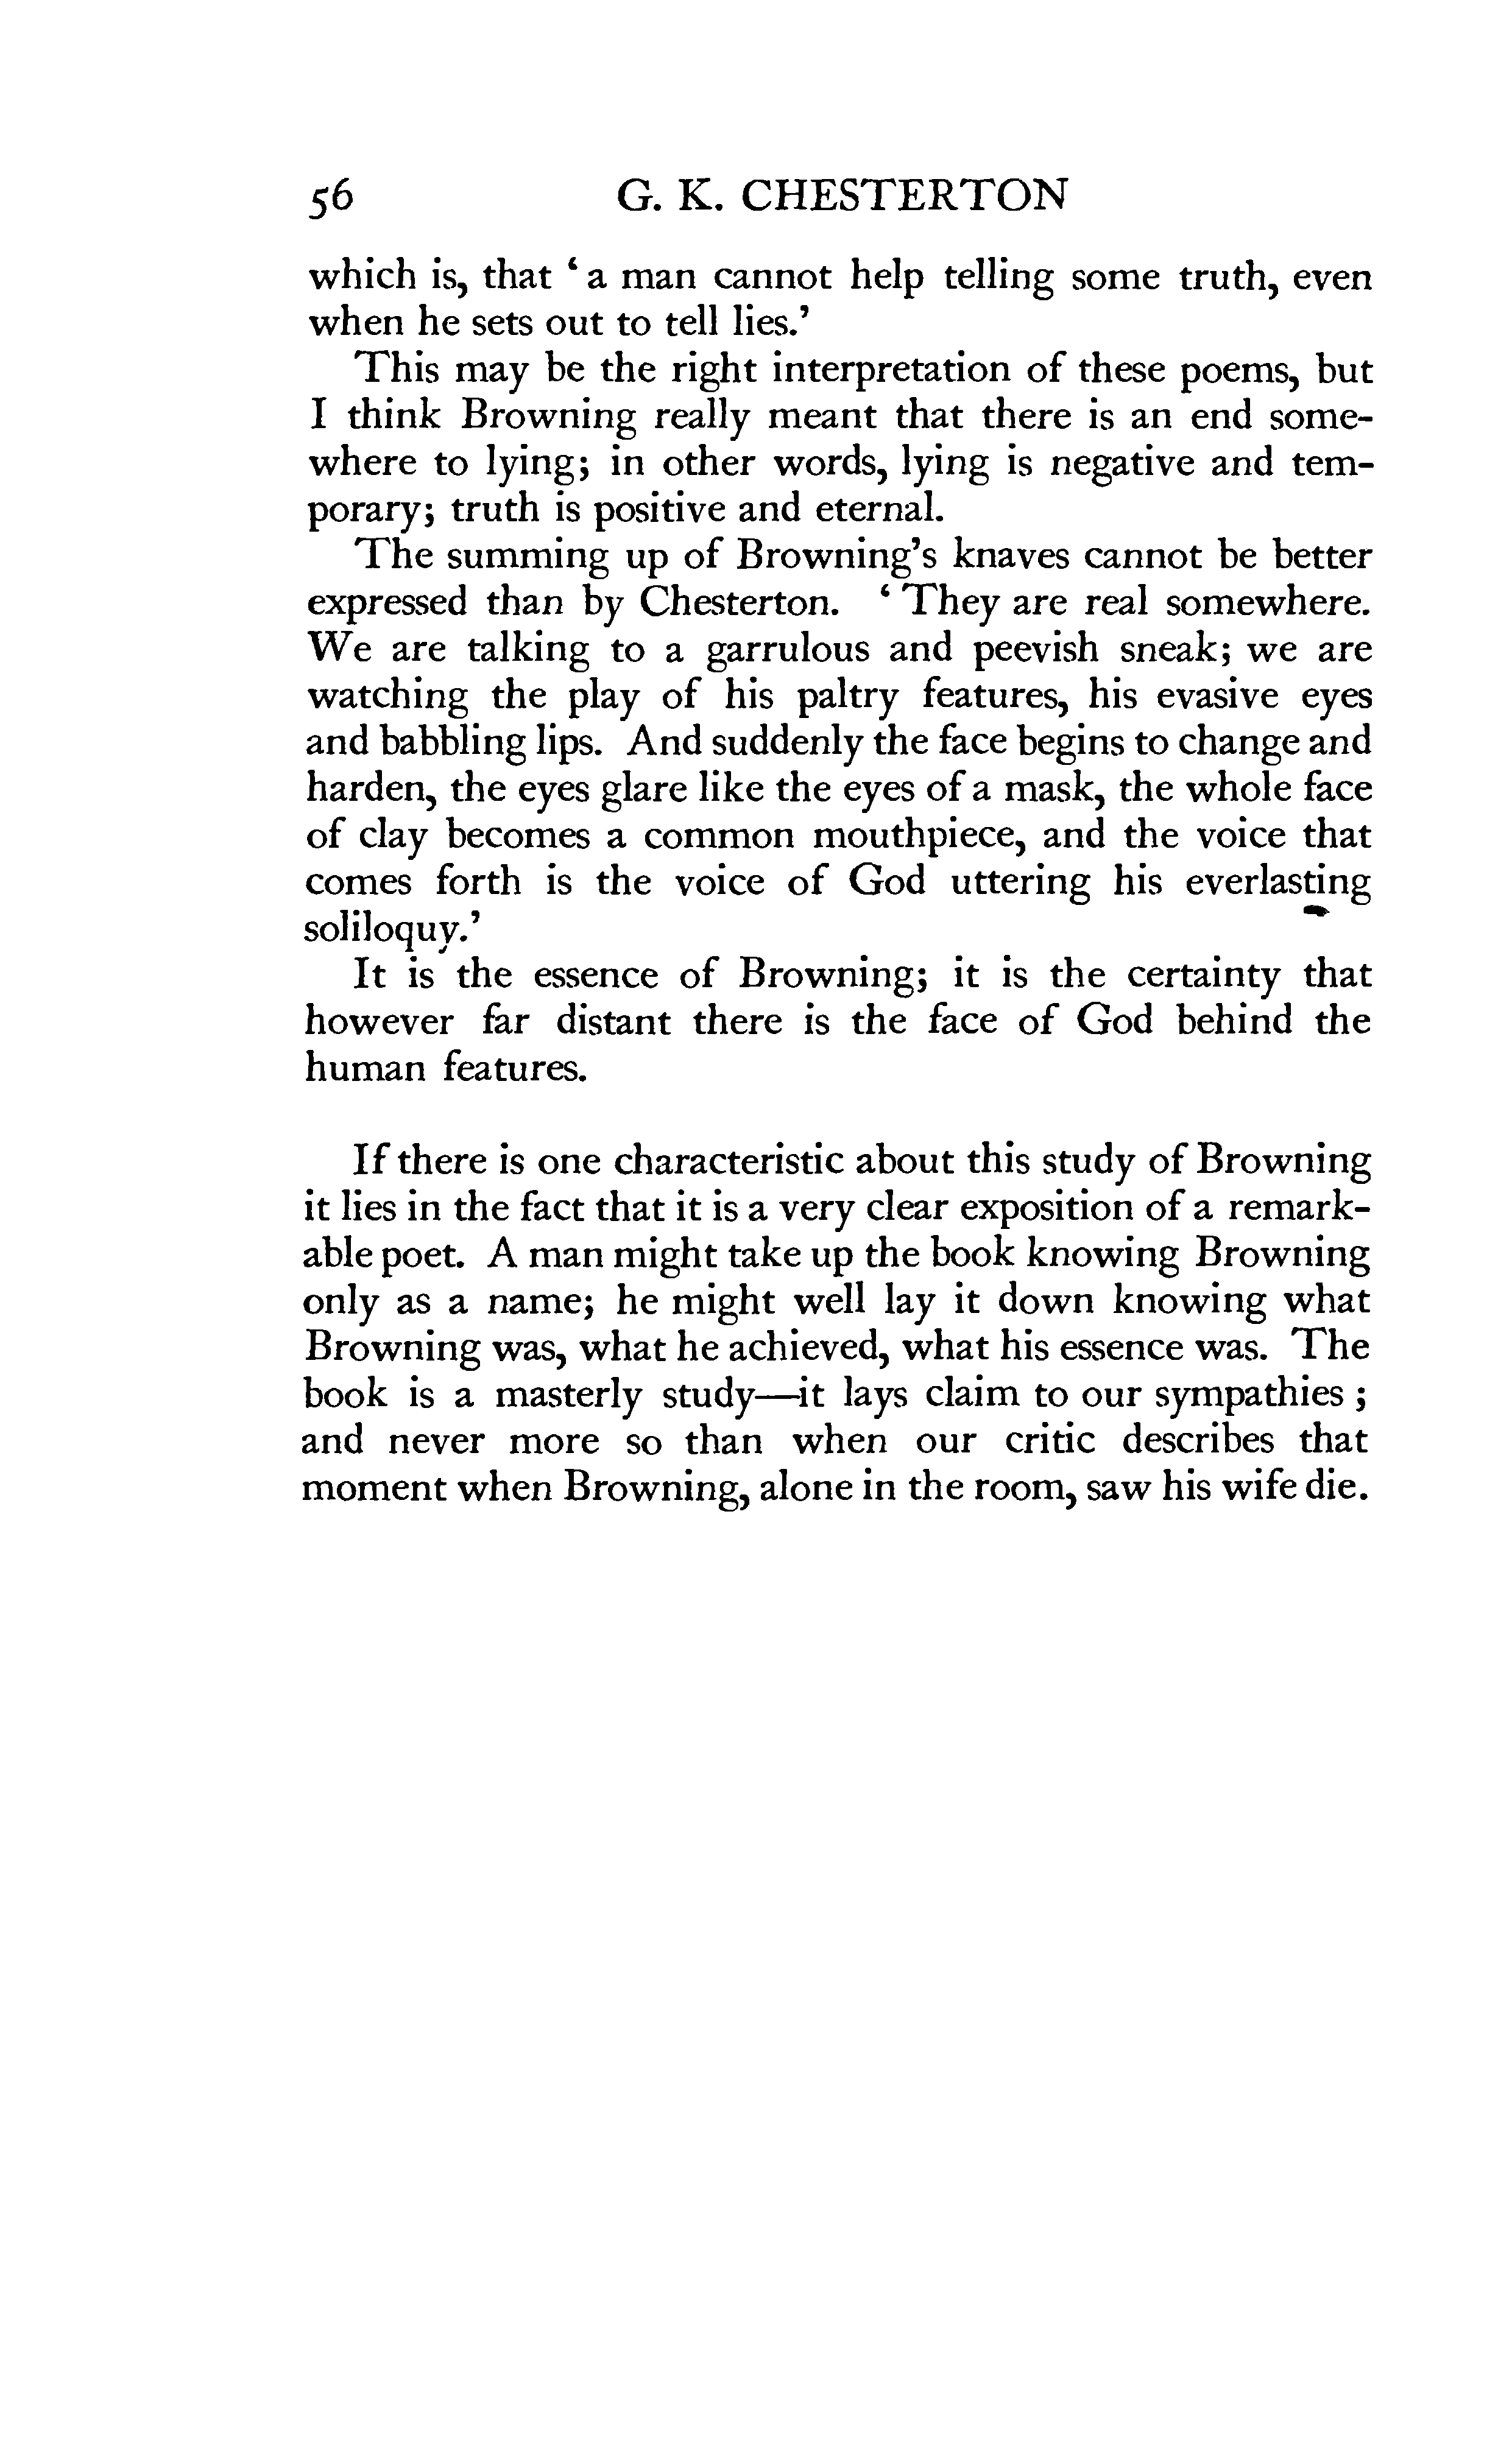 56 G. K. CHESTERTON
which is, that ‘ a man cannot help telling some truth, even
when he sets out to tell lies.’
This may be the right interpretation of these poems, but
I think Browning really meant that there is an end some-
where to lying; in other words, lying is negative and tem-
porary; truth is positive and eternal.
The summing up of Browning’s knaves cannot be better
expressed than by Chesterton. ‘ They are real somewhere.
We are talking to a garrulous and peevish sneak; we are
watching the play of his paltry features, his evasive eyes
and babbling lips. And suddenly the face begins to change and
harden, the eyes glare like the eyes of a mask, the whole face
of clay becomes a common mouthpiece, and the voice that
comes forth is the voice of God uttering his everlasting
soliloquy.’
It is the essence of Browning; it is the certainty that
however far distant there is the face of God behind the
human features.
If there is one characteristic about this study of Browning
it lies in the fact that it is a very clear exposition of a remark-
able poet. A man might take up the book knowing Browning
only as a name; he might well lay it down knowing what
Browning was, what he achieved, what his essence was. The
book is a masterly study—it lays claim to our sympathies ;
and never more so than when our critic describes that
moment when Browning, alone in the room, saw his wife die.